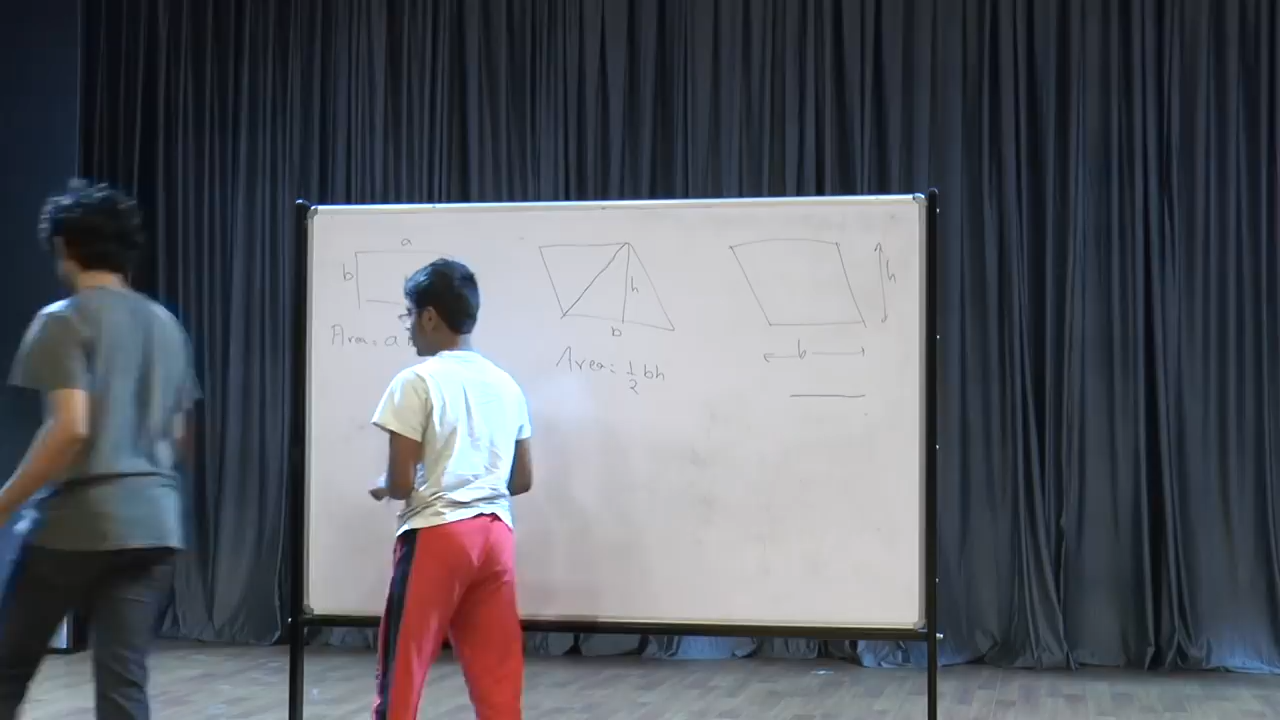 a
b
Area = a
h
b
Area = 1/2 bh
h
b